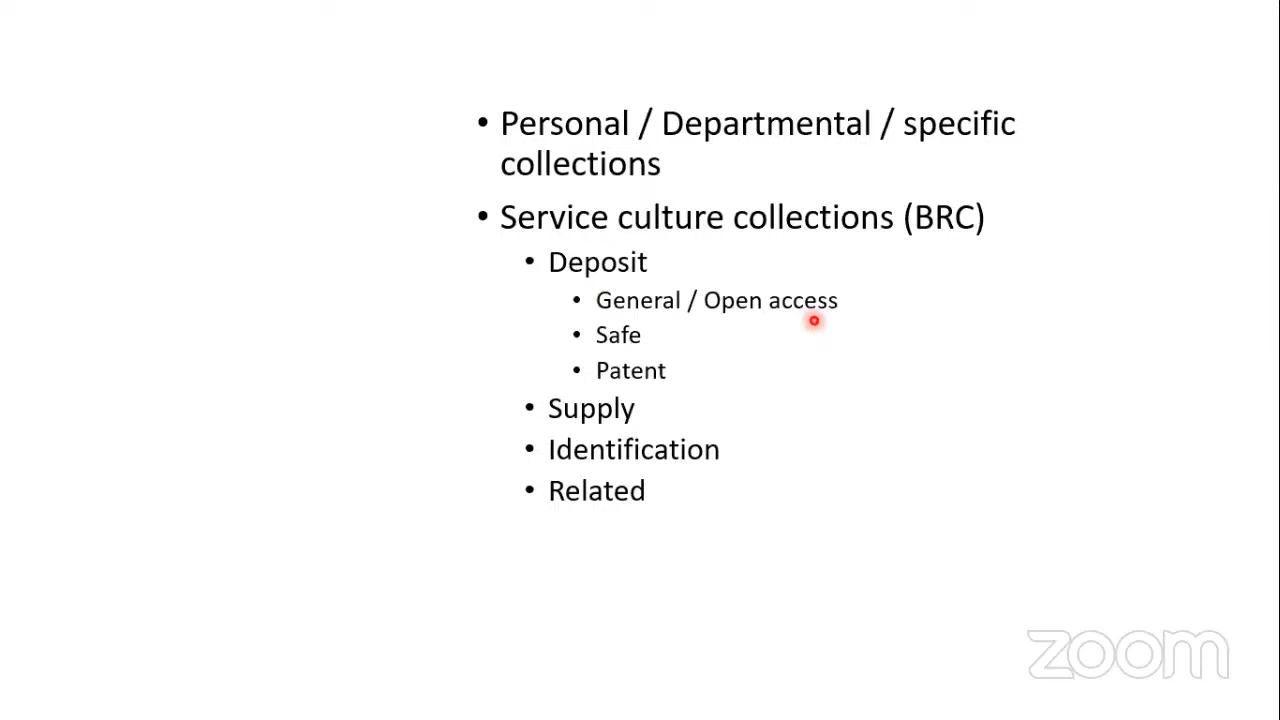 • Personal / Departmental / specific
collections
• Service culture collections (BRC)
• Deposit
• General / Open access
• Safe
• Patent
• Supply
• Identification
• Related
zoom